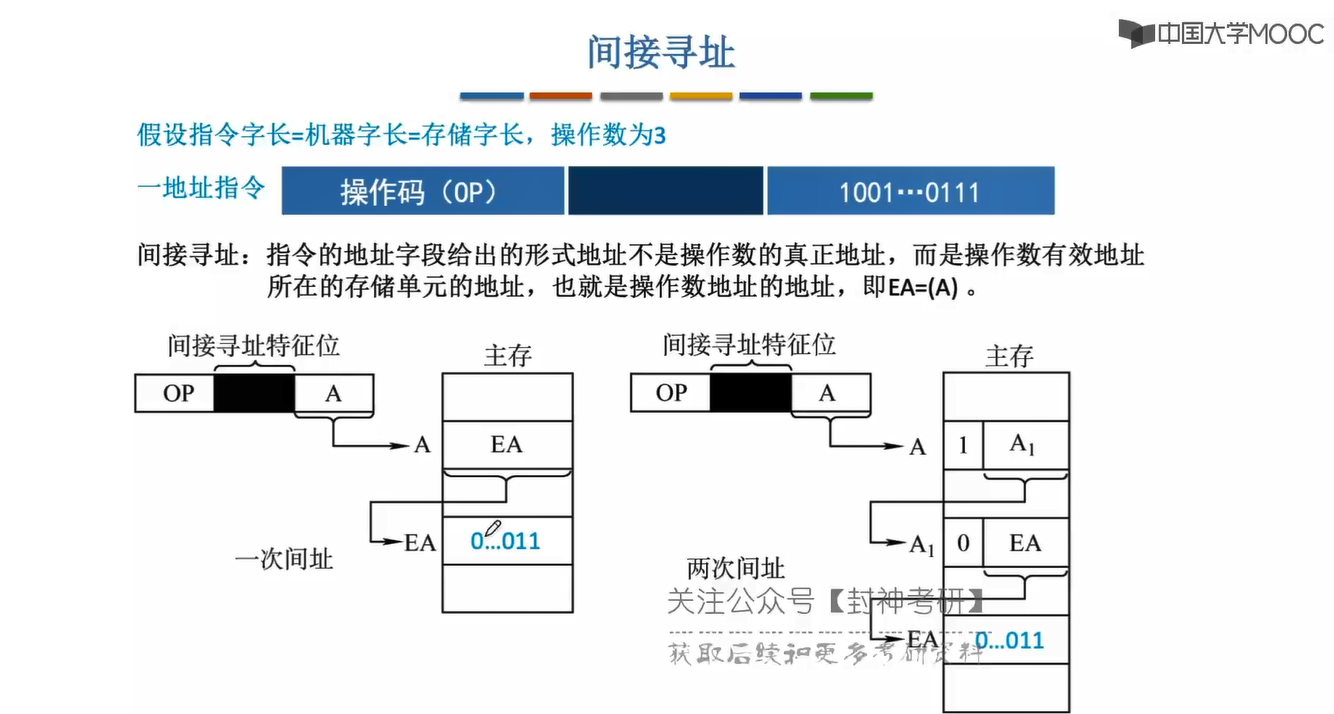 中国大学MOOC
间接寻址
假设指令字长=机器字长=存储字长，操作数为3
一地址指令 操作码（OP） 1001…0111
间接寻址：指令的地址字段给出的形式地址不是操作数的真正地址，而是操作数有效地址
所在的存储单元的地址，也就是操作数地址的地址，即EA=(A) 。
间接寻址特征位
主存
OP A
A EA
EA 0...011
一次间址
间接寻址特征位
主存
OP A
A 1 A₁
A₁ 0 EA
两次间址
关注公众号【封神考研】
EA 0...011
获取后续和更多考研资料